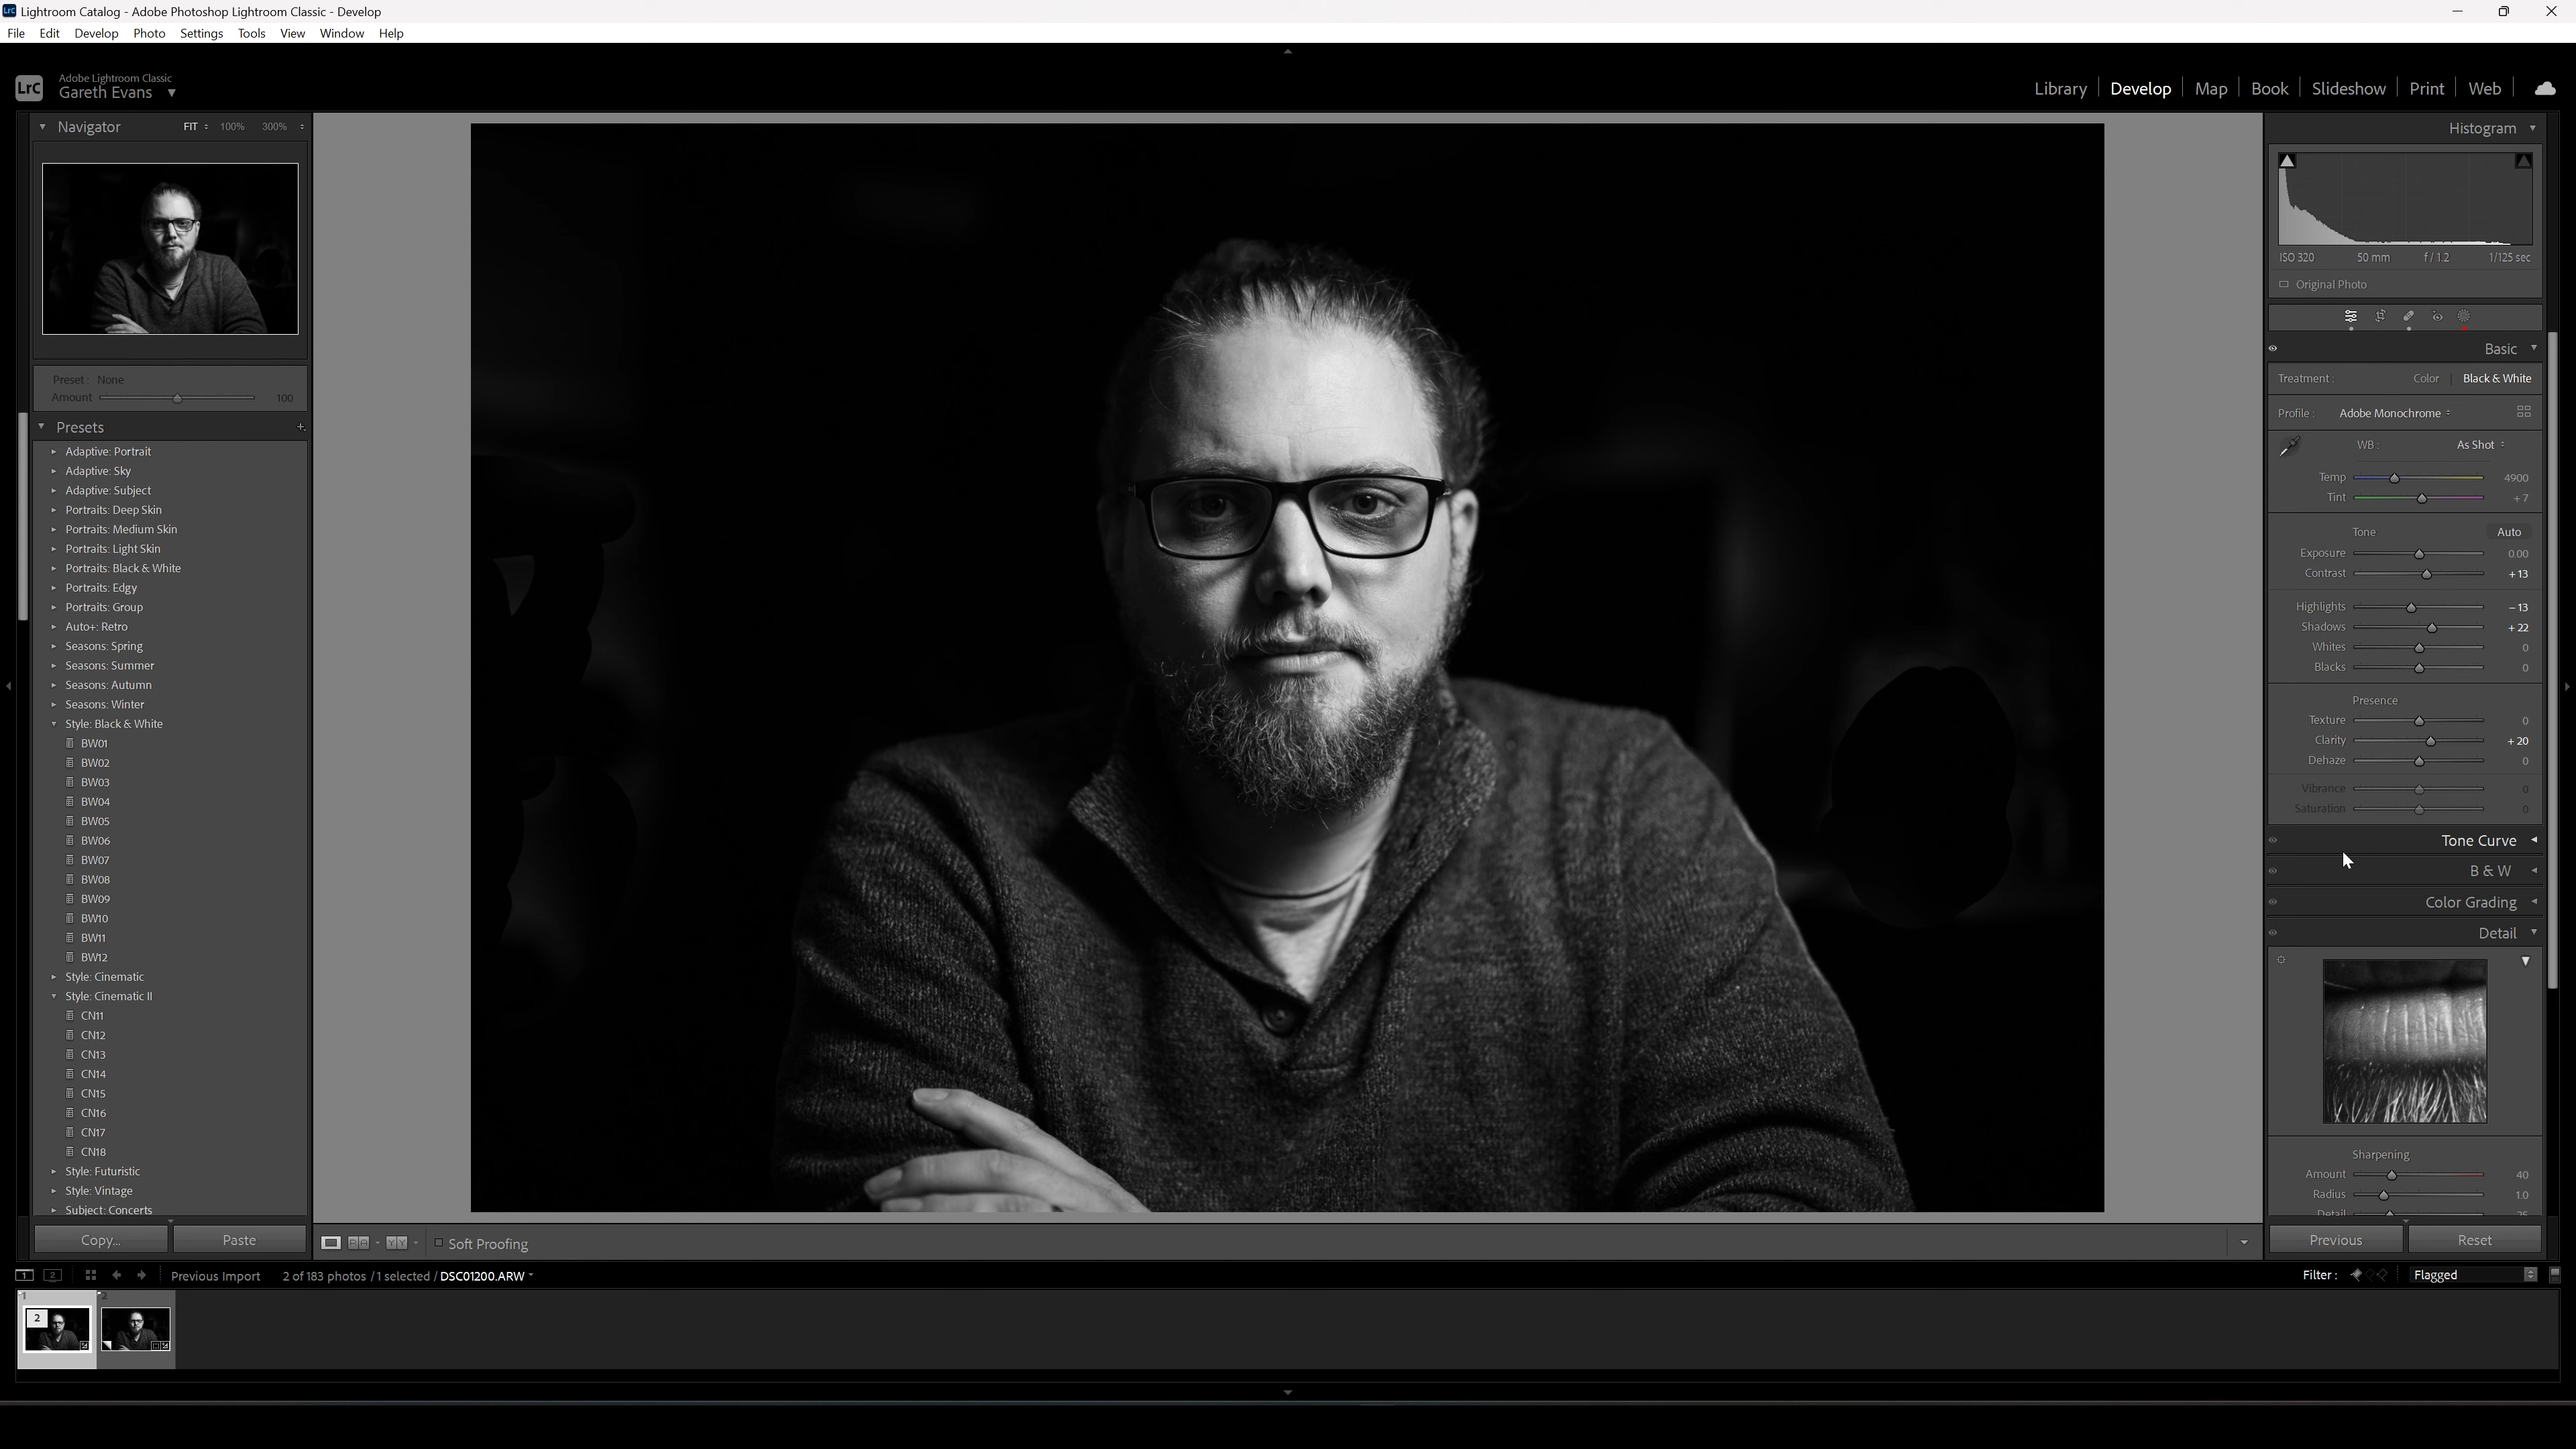 Lightroom Catalog - Adobe Photoshop Lightroom Classic - Develop
File Edit Develop Photo Settings Tools View Window Help
LrC
Adobe Lightroom Classic
Gareth Evans
Library Develop Map Book Slideshow Print Web
Navigator FIT 100% 300%
Preset: None
Amount 100
Presets
Adaptive: Portrait
Adaptive: Sky
Adaptive: Subject
Portraits: Deep Skin
Portraits: Medium Skin
Portraits: Light Skin
Portraits: Black & White
Portraits: Edgy
Portraits: Group
Auto+: Retro
Seasons: Spring
Seasons: Summer
Seasons: Autumn
Seasons: Winter
Style: Black & White
BW01
BW02
BW03
BW04
BW05
BW06
BW07
BW08
BW09
BW10
BW11
BW12
Style: Cinematic
Style: Cinematic II
CN11
CN12
CN13
CN14
CN15
CN16
CN17
CN18
Style: Futuristic
Style: Vintage
Subject: Concerts
Copy... Paste
Soft Proofing
Histogram
ISO 320 50 mm f / 1.2 1/125 sec
Original Photo
Basic
Treatment: Color Black & White
Profile: Adobe Monochrome
WB: As Shot
Temp 4900
Tint + 7
Tone Auto
Exposure 0.00
Contrast + 13
Highlights – 13
Shadows + 22
Whites 0
Blacks 0
Presence
Texture 0
Clarity + 20
Dehaze 0
Vibrance 0
Saturation 0
Tone Curve
B & W
Color Grading
Detail
Sharpening
Amount 40
Radius 1.0
Detail 25
Previous Reset
1 2 Previous Import 2 of 183 photos / 1 selected / DSC01200.ARW Filter: Flagged
1 2
2